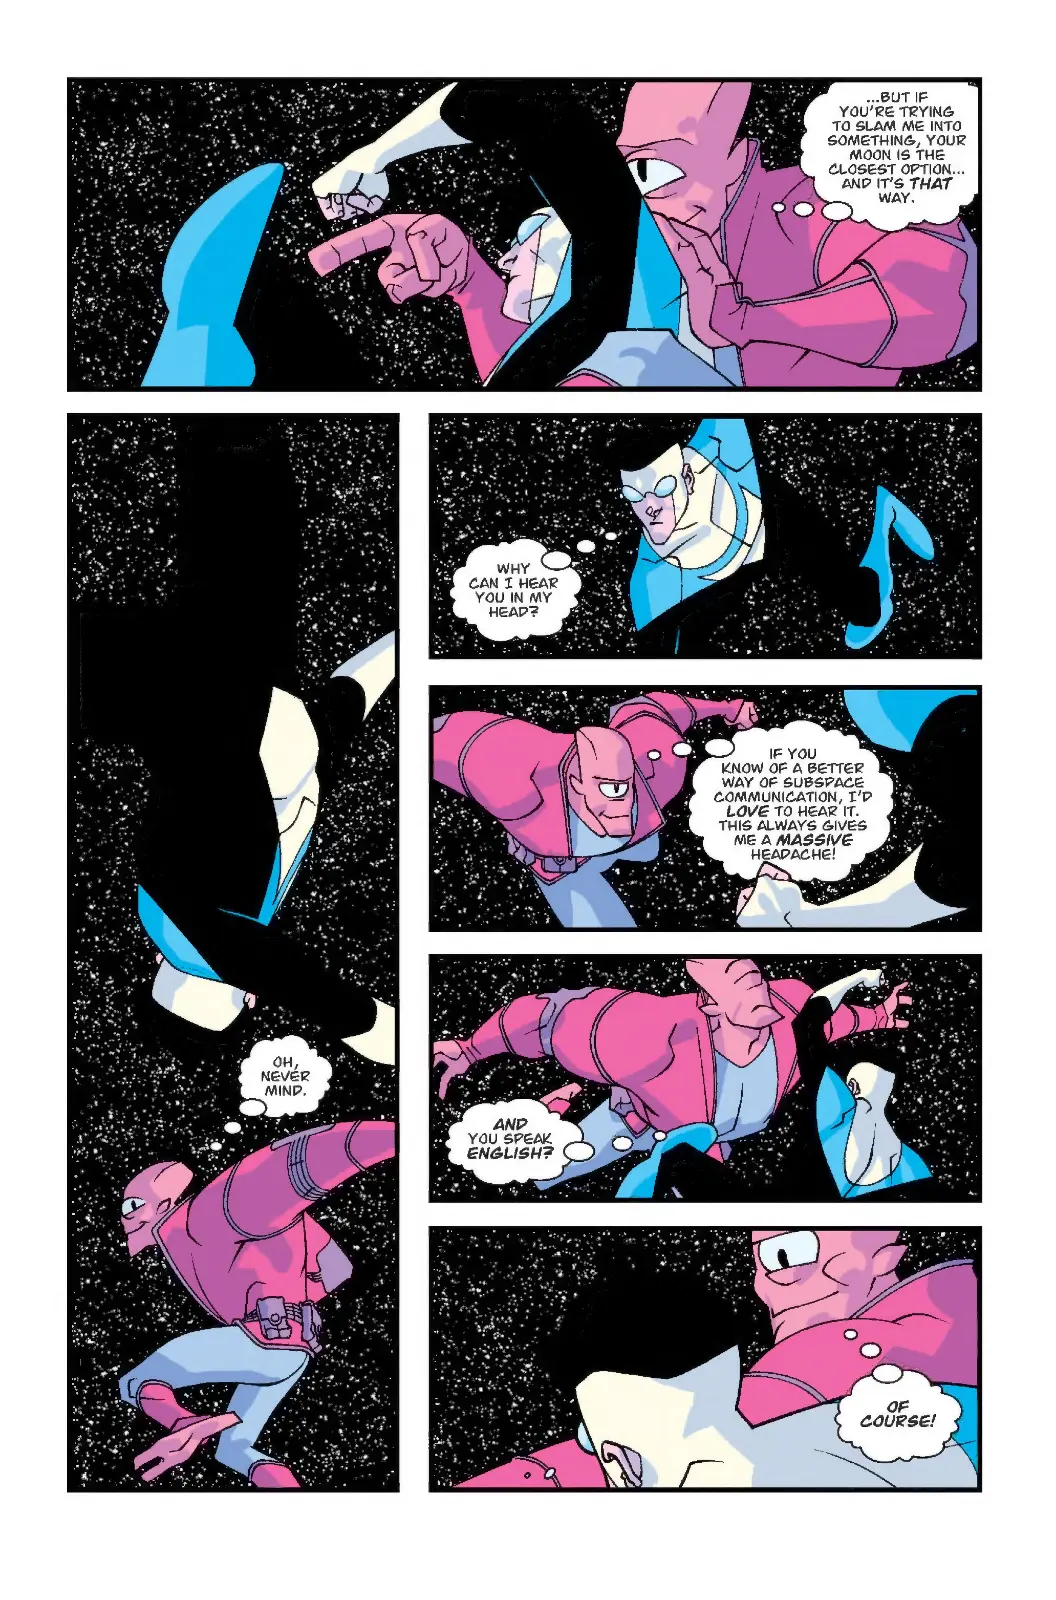 ...BUT IF
YOU'RE TRYING
TO SLAM ME INTO
SOMETHING, YOUR
MOON IS THE
CLOSEST OPTION...
AND IT'S THAT
WAY.
OH,
NEVER
MIND.
WHY
CAN I HEAR
YOU IN MY
HEAD?
IF YOU
KNOW OF A BETTER
WAY OF SUBSPACE
COMMUNICATION, I'D
LOVE TO HEAR IT.
THIS ALWAYS GIVES
ME A MASSIVE
HEADACHE!
AND
YOU SPEAK
ENGLISH?
OF
COURSE!